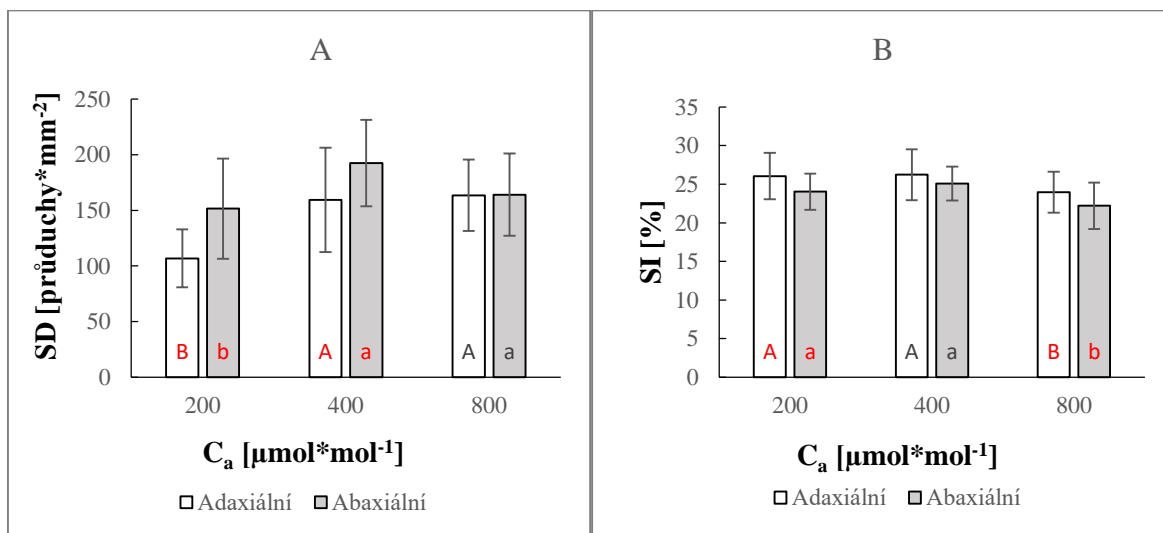 A
SD [průduchy*mm-2]
250
200
150
100
50
0
B b A a A a
200 400 800
Ca [µmol*mol-1]
Adaxiální Abaxiální
B
SI [%]
35
30
25
20
15
10
5
0
A a A a B b
200 400 800
Ca [µmol*mol-1]
Adaxiální Abaxiální